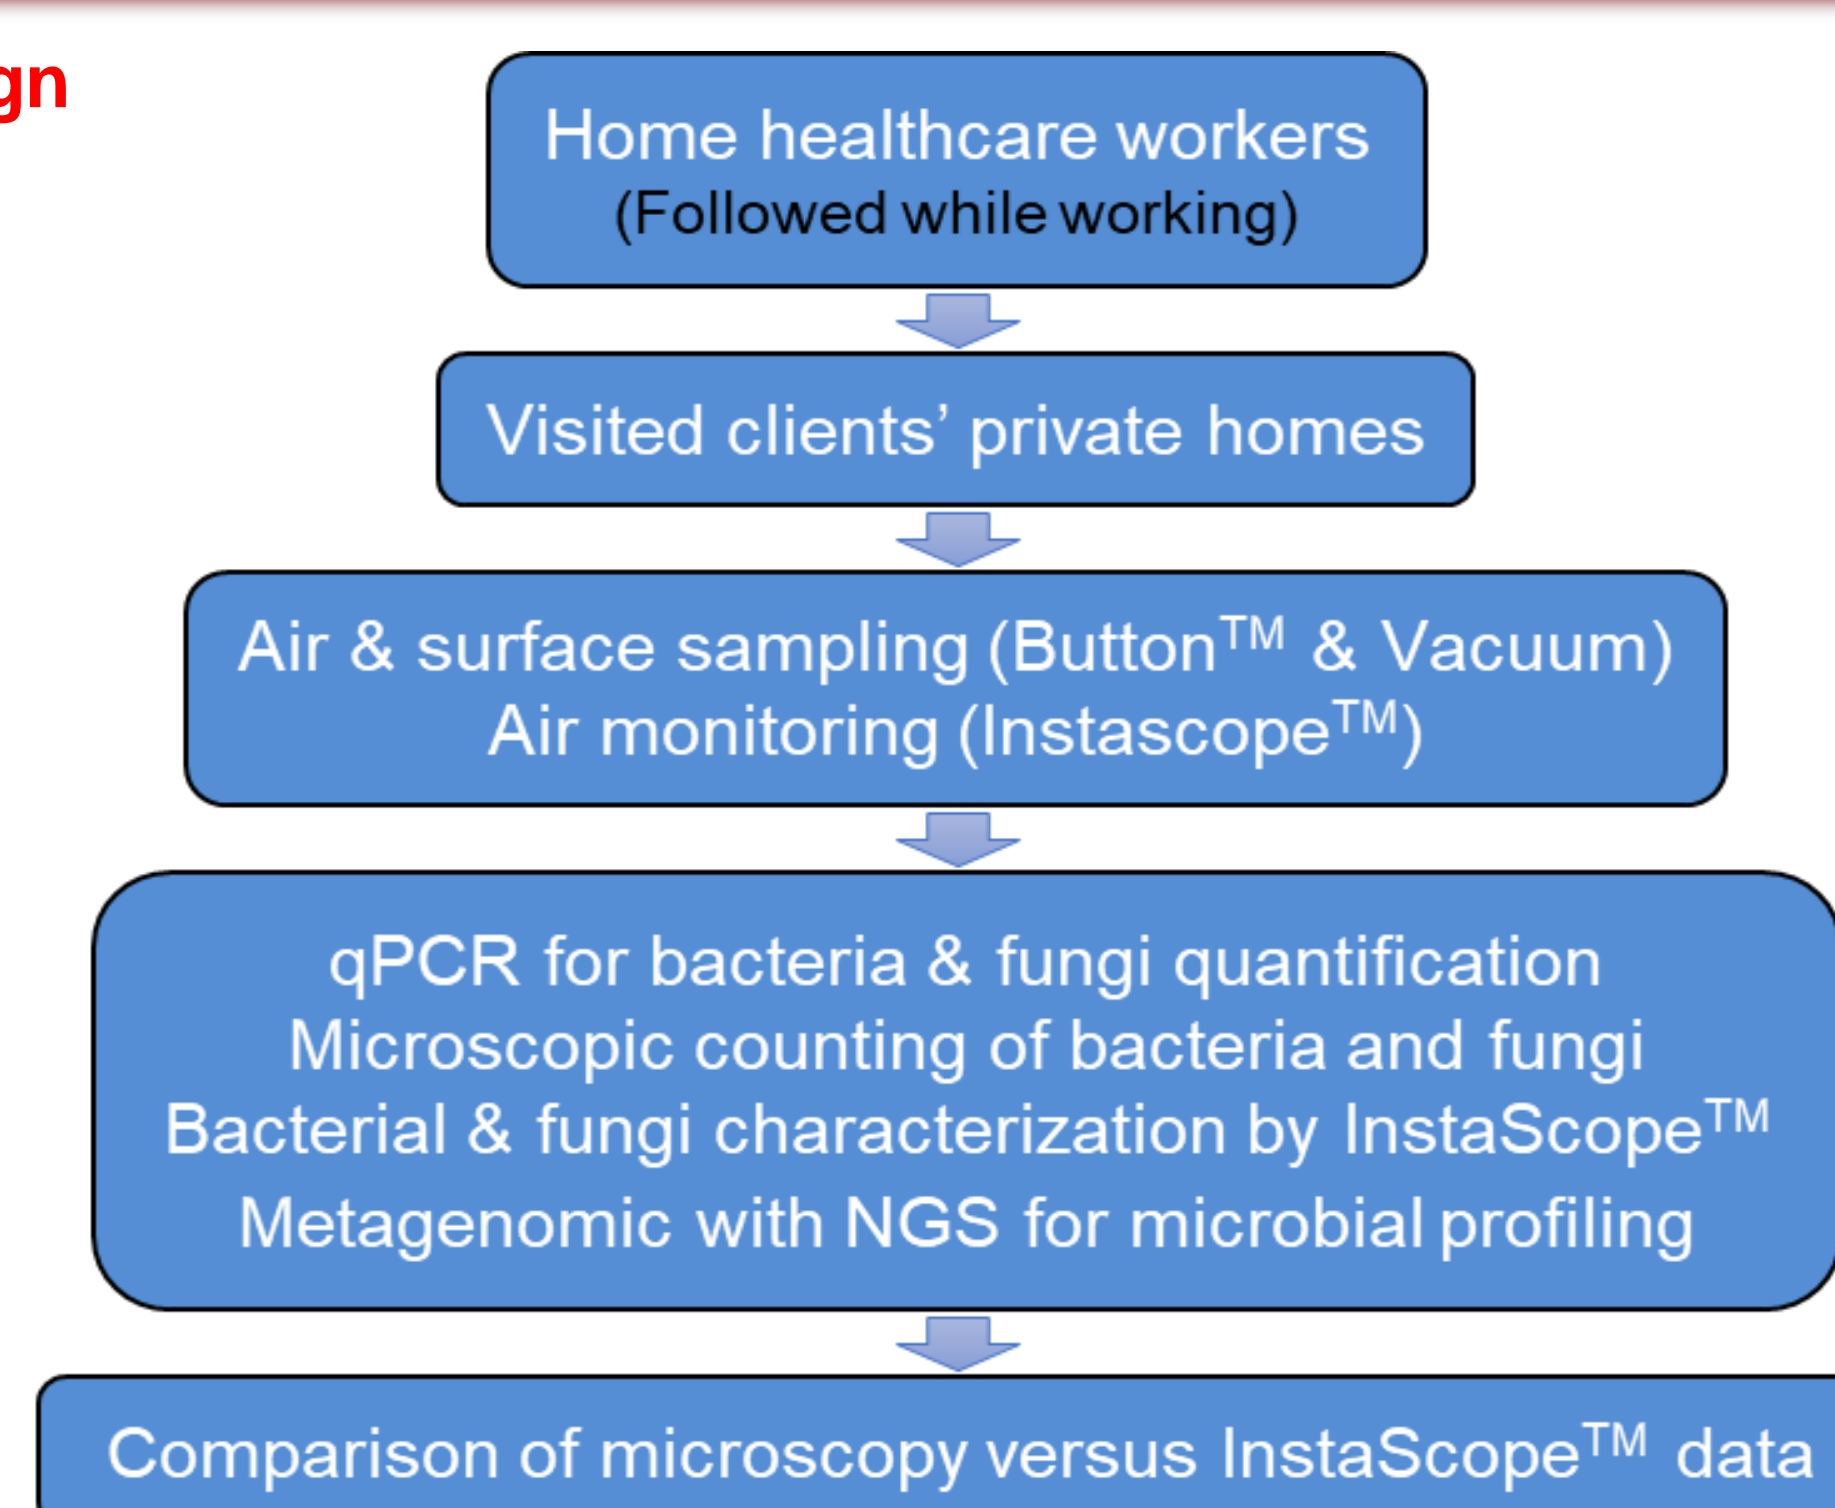 gn
Home healthcare workers
(Followed while working)
Visited clients’ private homes
Air & surface sampling (Button™ & Vacuum)
Air monitoring (Instascope™)
qPCR for bacteria & fungi quantification
Microscopic counting of bacteria and fungi
Bacterial & fungi characterization by InstaScope™
Metagenomic with NGS for microbial profiling
Comparison of microscopy versus InstaScope™ data